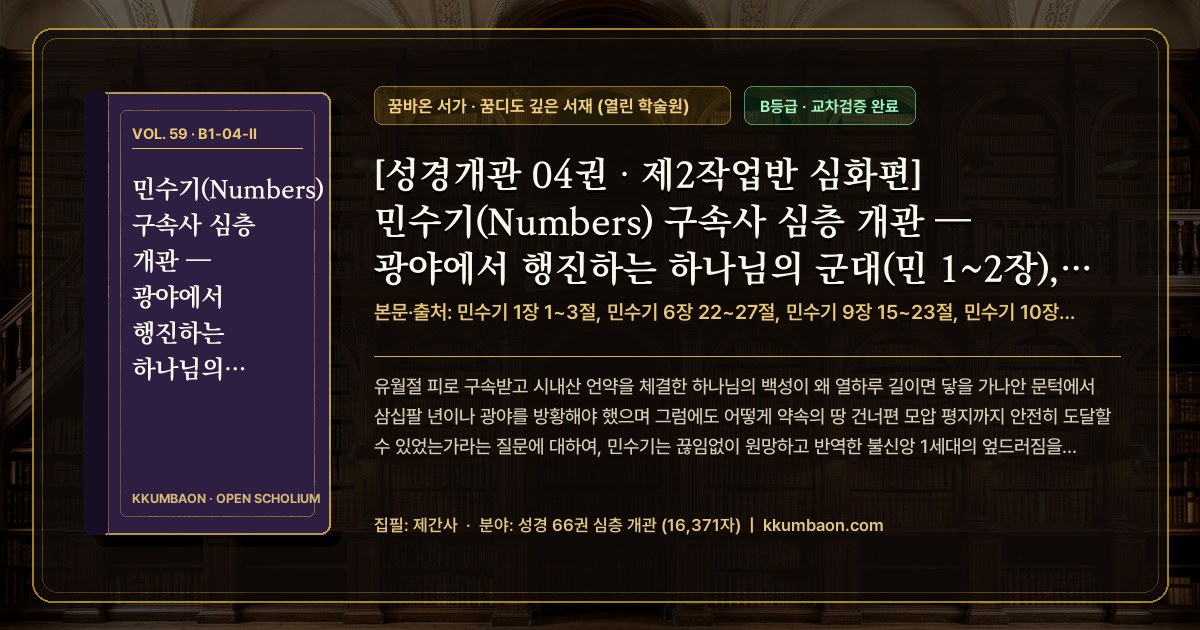 VOL. 59 · B1-04-II
민수기(Numbers)
구속사 심층
개관 —
광야에서
행진하는
하나님의…
KKUMBAON · OPEN SCHOLIUM
꿈바온 서가 · 꿈디도 깊은 서재 (열린 학술원)
B등급 · 교차검증 완료
[성경개관 04권 · 제2작업반 심화편]
민수기(Numbers) 구속사 심층 개관 —
광야에서 행진하는 하나님의 군대(민 1~2장),…
본문·출처: 민수기 1장 1~3절, 민수기 6장 22~27절, 민수기 9장 15~23절, 민수기 10장…
유월절 피로 구속받고 시내산 언약을 체결한 하나님의 백성이 왜 열하루 길이면 닿을 가나안 문턱에서
삼십팔 년이나 광야를 방황해야 했으며 그럼에도 어떻게 약속의 땅 건너편 모압 평지까지 안전히 도달할
수 있었는가라는 질문에 대하여, 민수기는 끊임없이 원망하고 반역한 불신앙 1세대의 엎드러짐을…
집필: 제간사 · 분야: 성경 66권 심층 개관 (16,371자) | kkumbaon.com